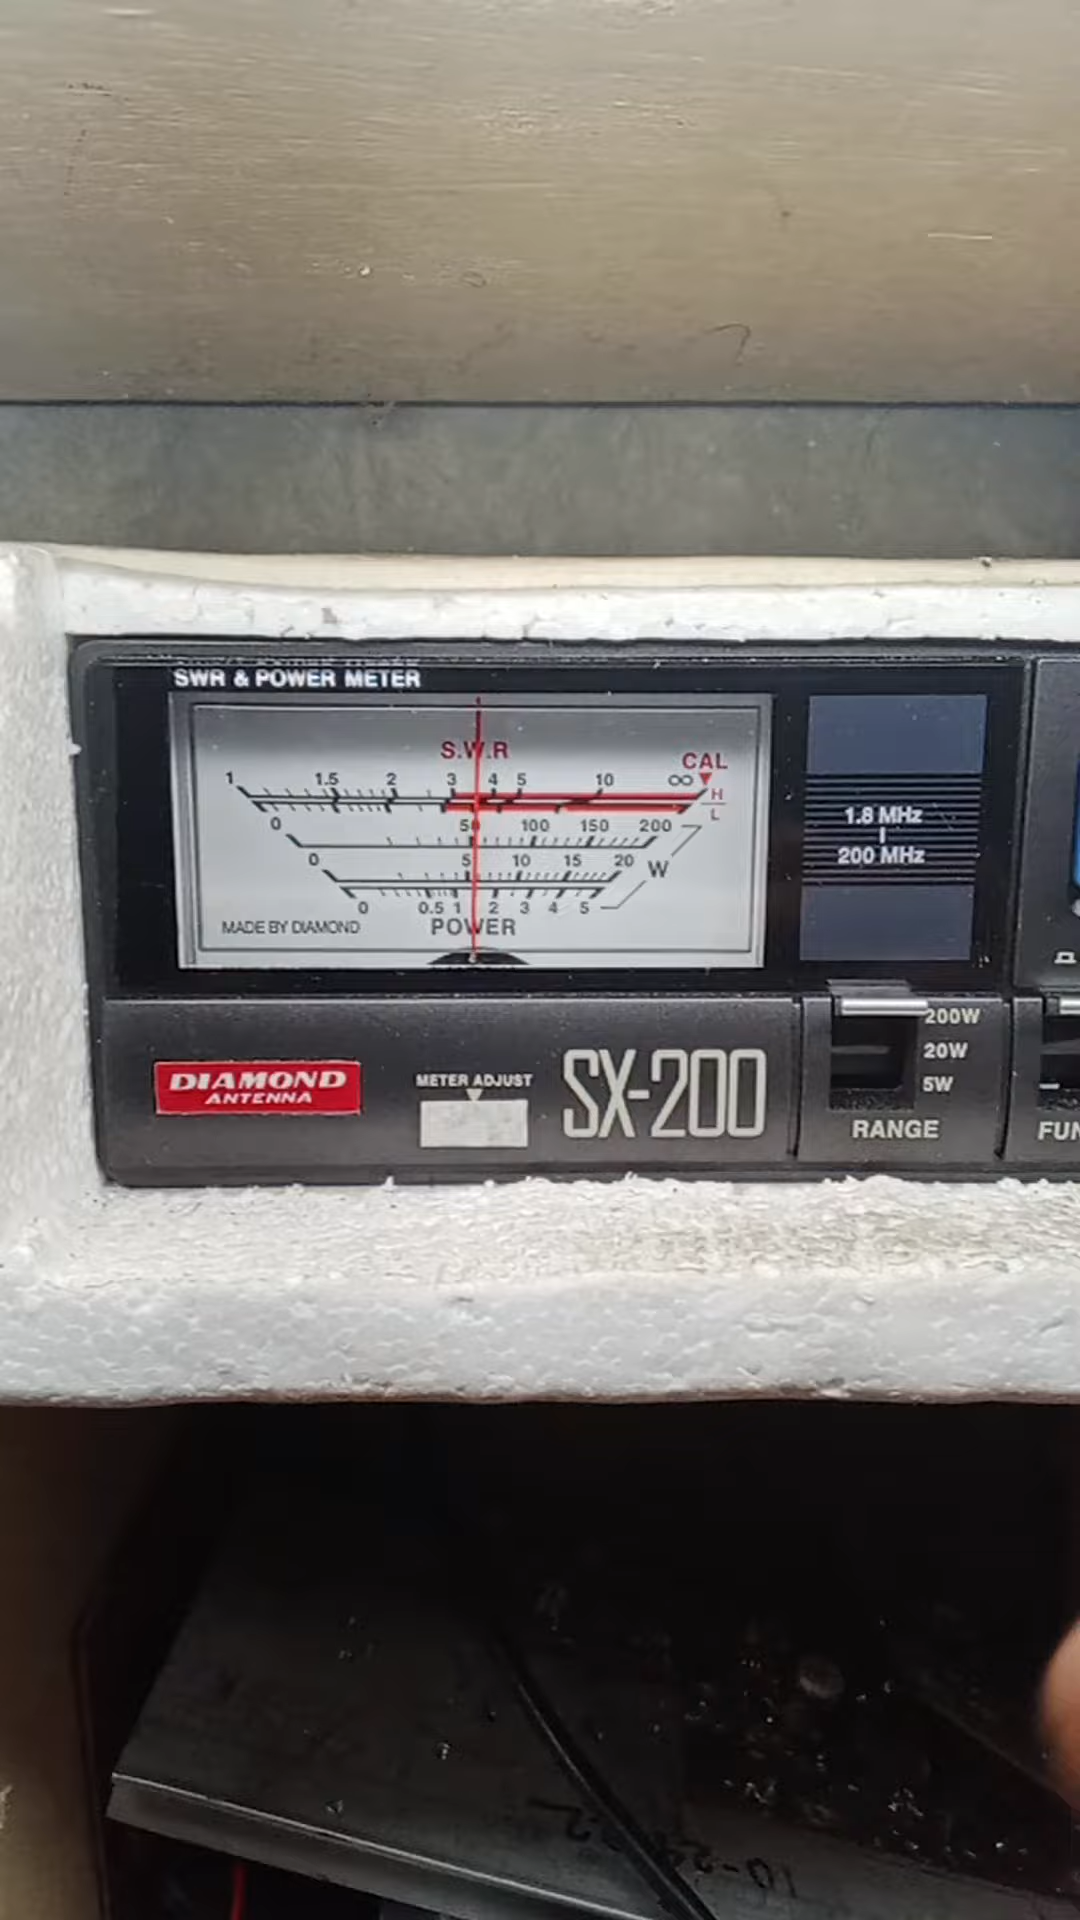 SWR & POWER METER
S.W.R
CAL
1 1.5 2 3 4 5 10 ∞
H
L
0 50 100 150 200
0 5 10 15 20
W
0 0.5 1 2 3 4 5
MADE BY DIAMOND
POWER
1.8 MHz
200 MHz
DIAMOND
ANTENNA
METER ADJUST
SX-200
200W
20W
5W
RANGE
FUN